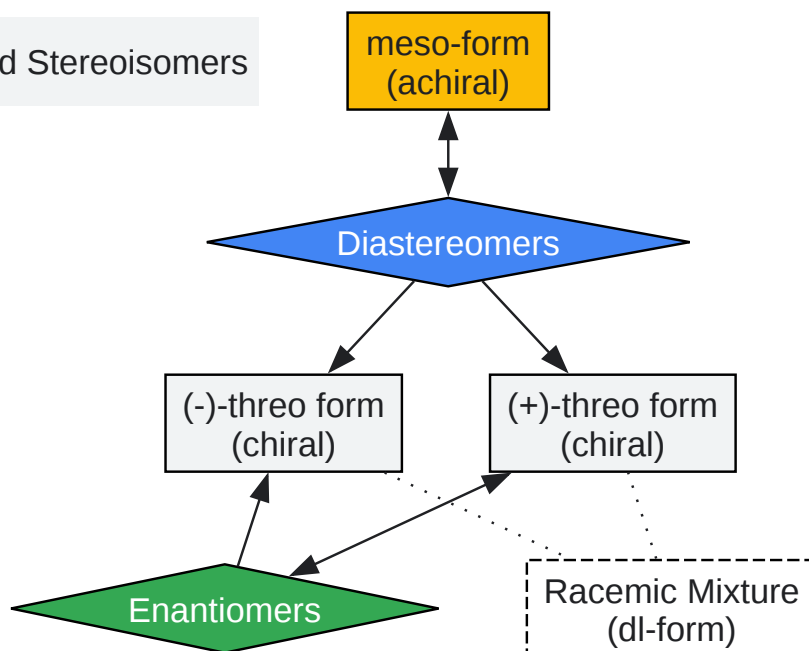 d Stereoisomers
meso-form
(achiral)
Diastereomers
(-)-threo form
(chiral)
(+)-threo form
(chiral)
Enantiomers
Racemic Mixture
(dl-form)